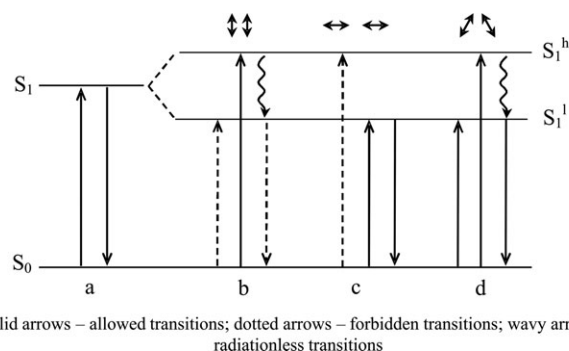 S₁
S₁ʰ
S₁ˡ
S₀
a b c d
lid arrows – allowed transitions; dotted arrows – forbidden transitions; wavy arr
radiationless transitions